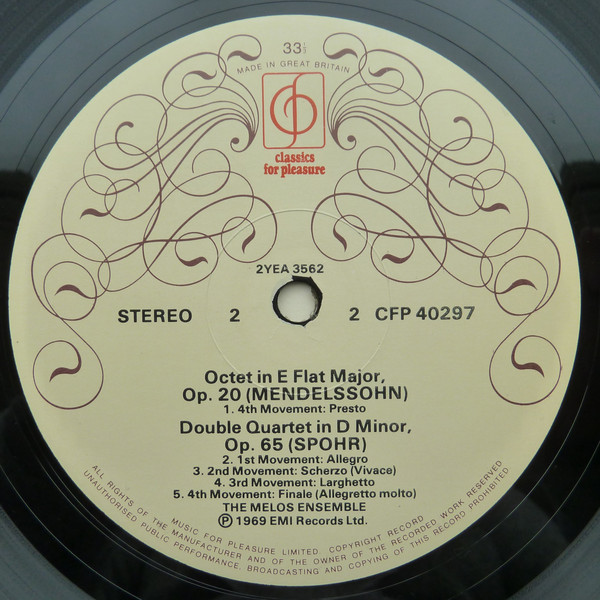 33⅓
MADE IN GREAT BRITAIN
classics
for pleasure
2YEA 3562
STEREO 2 2 CFP 40297
Octet in E Flat Major,
Op. 20 (MENDELSSOHN)
1. 4th Movement: Presto
Double Quartet in D Minor,
Op. 65 (SPOHR)
2. 1st Movement: Allegro
3. 2nd Movement: Scherzo (Vivace)
4. 3rd Movement: Larghetto
5. 4th Movement: Finale (Allegretto molto)
THE MELOS ENSEMBLE
Ⓟ 1969 EMI Records Ltd.
MUSIC FOR PLEASURE LIMITED COPYRIGHT RECORD
ALL RIGHTS OF THE MANUFACTURER AND OF THE OWNER OF THE RECORDED WORK RESERVED
UNAUTHORISED PUBLIC PERFORMANCE, BROADCASTING AND COPYING OF THIS RECORD PROHIBITED